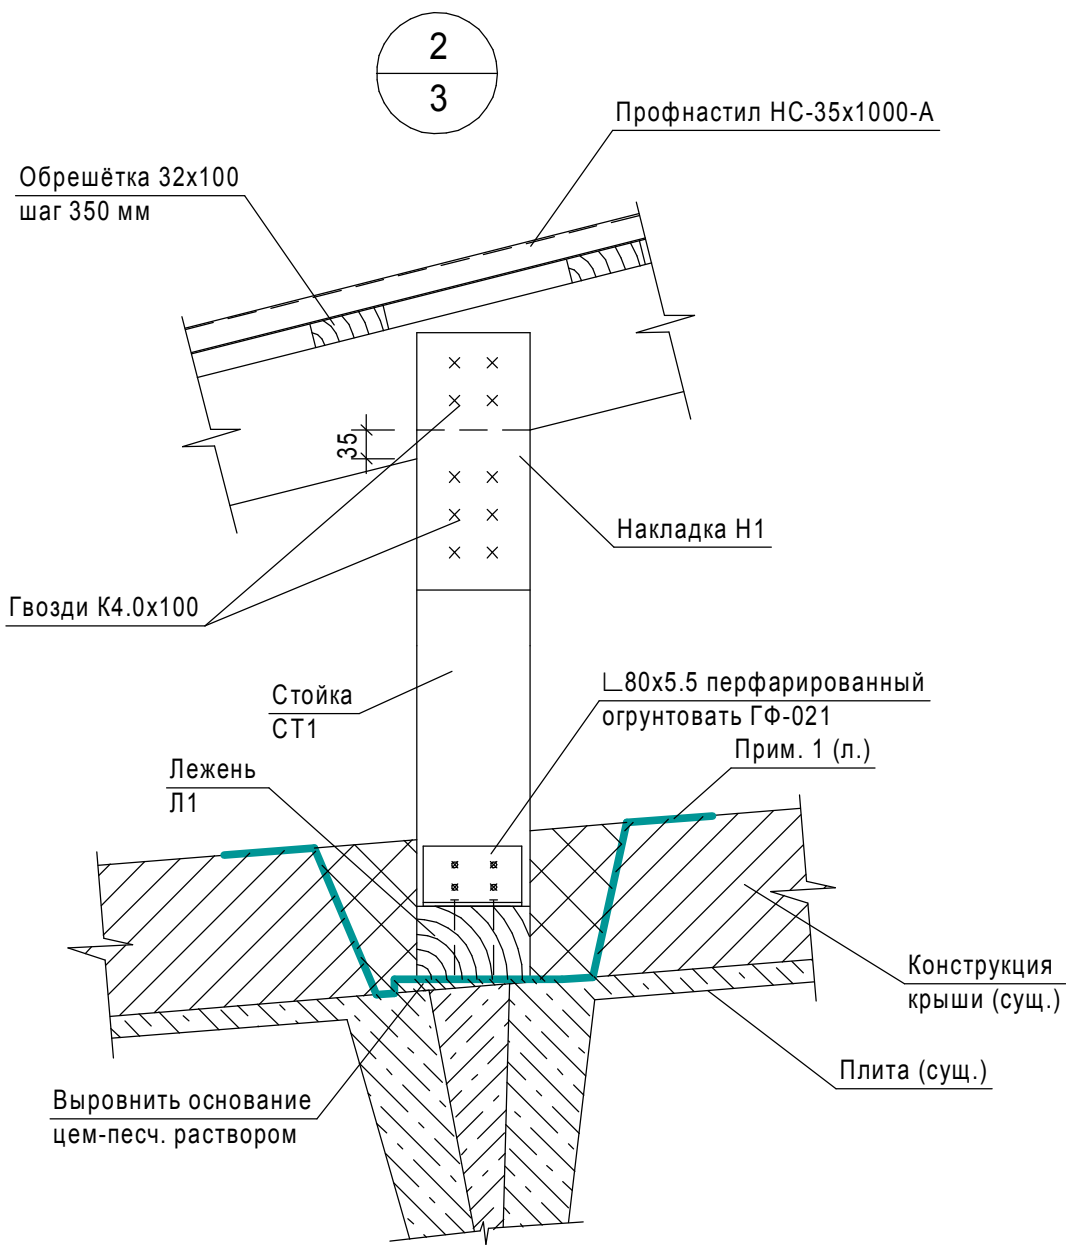 2
3
Профнастил НС-35х1000-А
Обрешётка 32х100
шаг 350 мм
35
Накладка Н1
Гвозди К4.0х100
∟80х5.5 перфарированный
огрунтовать ГФ-021
Стойка
СТ1
Прим. 1 (л.)
Лежень
Л1
Конструкция
крыши (сущ.)
Плита (сущ.)
Выровнить основание
цем-песч. раствором